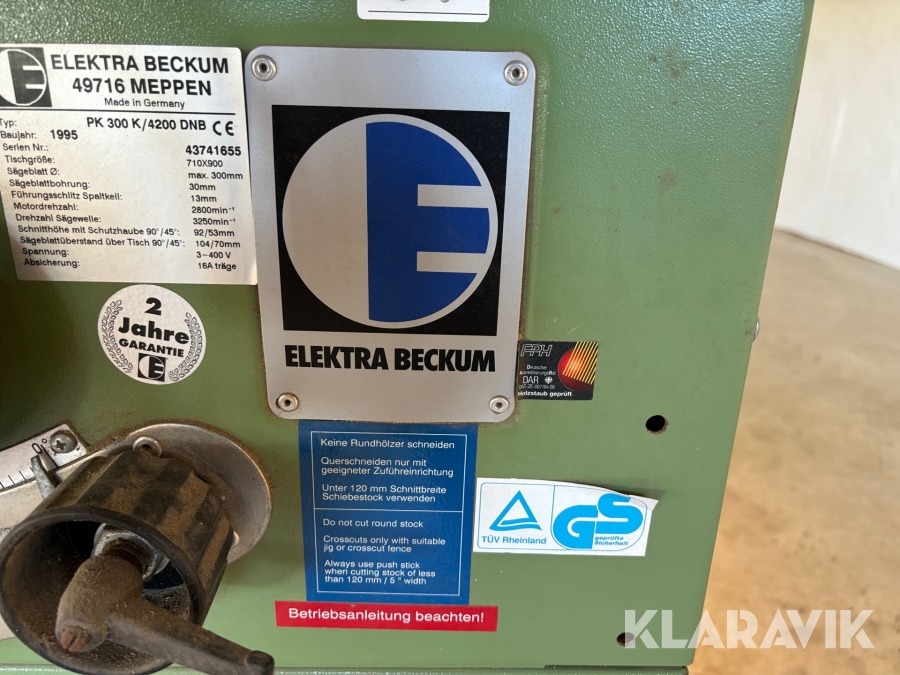 ELEKTRA BECKUM
49716 MEPPEN
Made in Germany
Typ: PK 300 K/4200 DNB CE
Baujahr: 1995
Serien Nr.: 43741655
Tischgröße: 710X900
Sägeblatt Ø: max. 300mm
Sägeblattbohrung: 30mm
Führungsschlitz Spaltkeil: 13mm
Motordrehzahl: 2800min⁻¹
Drehzahl Sägewelle: 3250min⁻¹
Schnitthöhe mit Schutzhaube 90°/45°: 92/53mm
Sägeblattüberstand über Tisch 90°/45°: 104/70mm
Spannung: 3~400 V
Absicherung: 16A träge
E
ELEKTRA BECKUM
2
Jahre
GARANTIE
E
FPH
Deutscher
DAR
Holzstaub geprüft
0°
Keine Rundhölzer schneiden
Querschneiden nur mit
geeigneter Zuführeinrichtung
Unter 120 mm Schnittbreite
Schiebestock verwenden
Do not cut round stock
Crosscuts only with suitable
jig or crosscut fence
Always use push stick
when cutting stock of less
than 120 mm / 5 " width
TÜV Rheinland
GS
geprüfte
Sicherheit
Betriebsanleitung beachten!
KLARAVIK